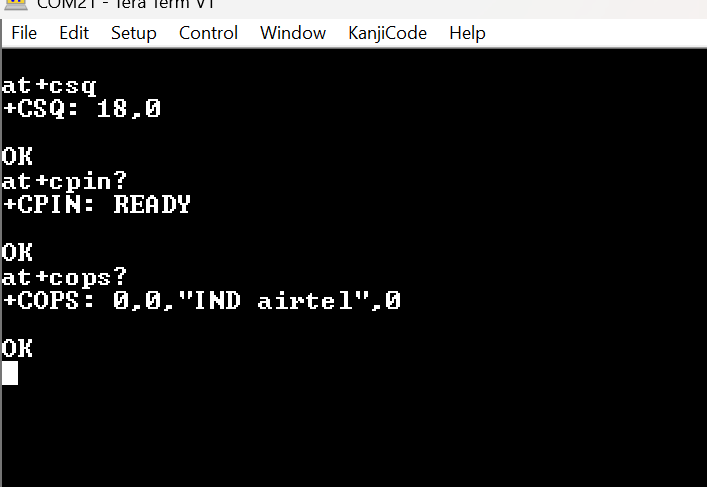 COM21 - Tera Term VT
File Edit Setup Control Window KanjiCode Help
at+csq
+CSQ: 18,0
OK
at+cpin?
+CPIN: READY
OK
at+cops?
+COPS: 0,0,"IND airtel",0
OK